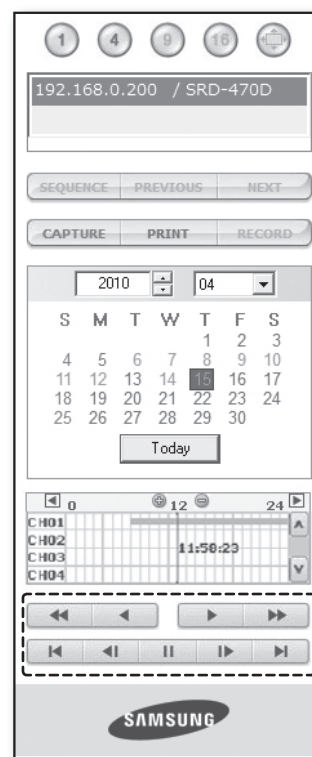 1 4 9 16
192.168.0.200 / SRD-470D
SEQUENCE PREVIOUS NEXT
CAPTURE PRINT RECORD
2010 04
S M T W T F S
1 2 3
4 5 6 7 8 9 10
11 12 13 14 15 16 17
18 19 20 21 22 23 24
25 26 27 28 29 30
Today
0 12 24
CH01
CH02
11:58:23
CH03
CH04
SAMSUNG